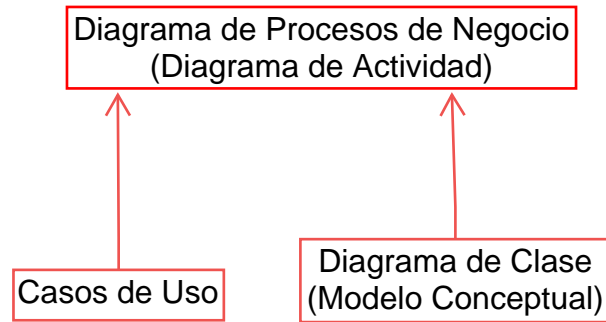 Diagrama de Procesos de Negocio
(Diagrama de Actividad)
Casos de Uso
Diagrama de Clase
(Modelo Conceptual)